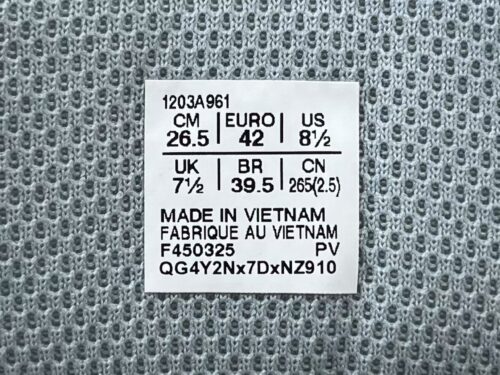 1203A961
CM EURO US
26.5 42 8½
UK BR CN
7½ 39.5 265(2.5)
MADE IN VIETNAM
FABRIQUE AU VIETNAM
F450325 PV
QG4Y2Nx7DxNZ910